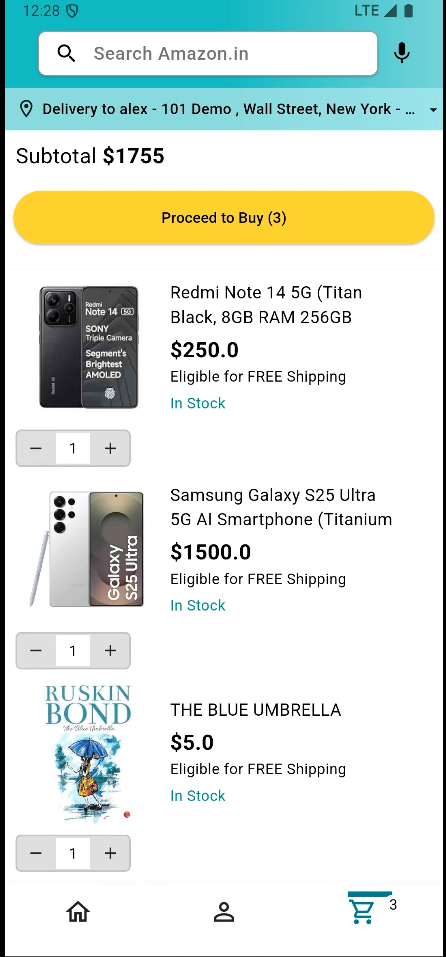 12:28 LTE
Search Amazon.in
Delivery to alex - 101 Demo , Wall Street, New York - ...
Subtotal $1755
Proceed to Buy (3)
Redmi
Note 14 5G
SONY
Triple Camera
Segment's
Brightest
AMOLED
Redmi Note 14 5G (Titan
Black, 8GB RAM 256GB
$250.0
Eligible for FREE Shipping
In Stock
− 1 +
Galaxy
S25 Ultra
Samsung Galaxy S25 Ultra
5G AI Smartphone (Titanium
$1500.0
Eligible for FREE Shipping
In Stock
− 1 +
RUSKIN
BOND
The Blue Umbrella
THE BLUE UMBRELLA
$5.0
Eligible for FREE Shipping
In Stock
− 1 +
3